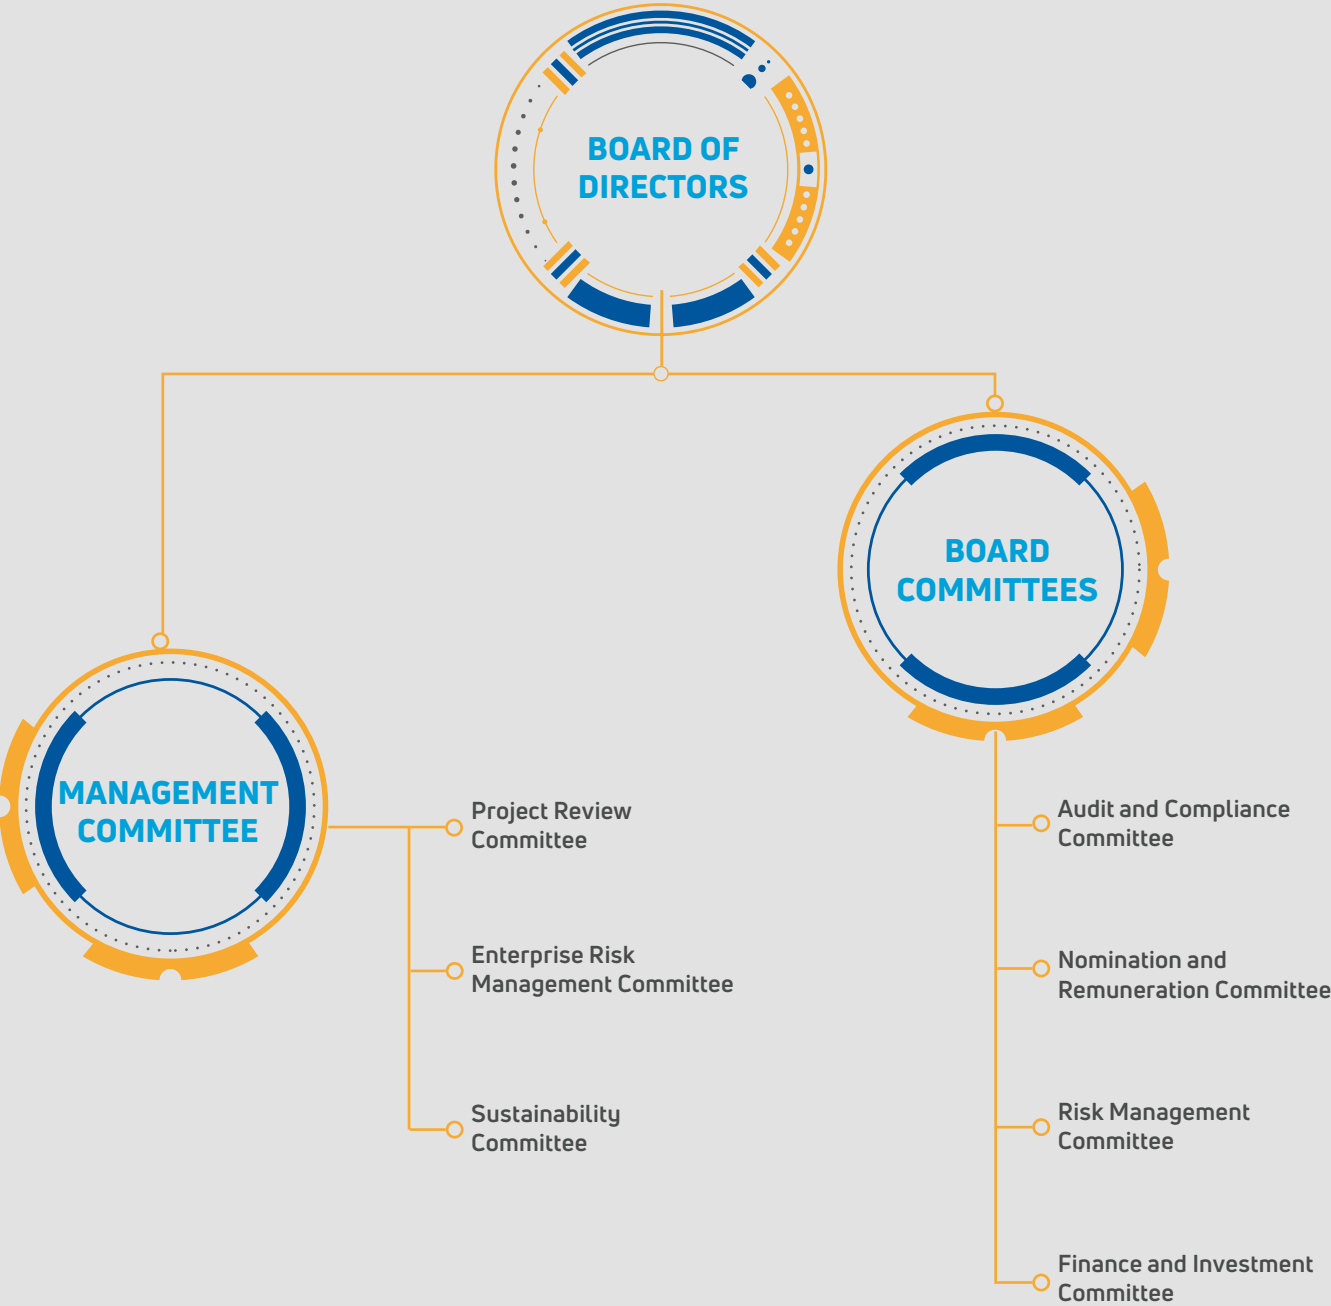 BOARD OF
DIRECTORS
BOARD
COMMITTEES
MANAGEMENT
COMMITTEE
Project Review
Committee
Enterprise Risk
Management Committee
Sustainability
Committee
Audit and Compliance
Committee
Nomination and
Remuneration Committee
Risk Management
Committee
Finance and Investment
Committee